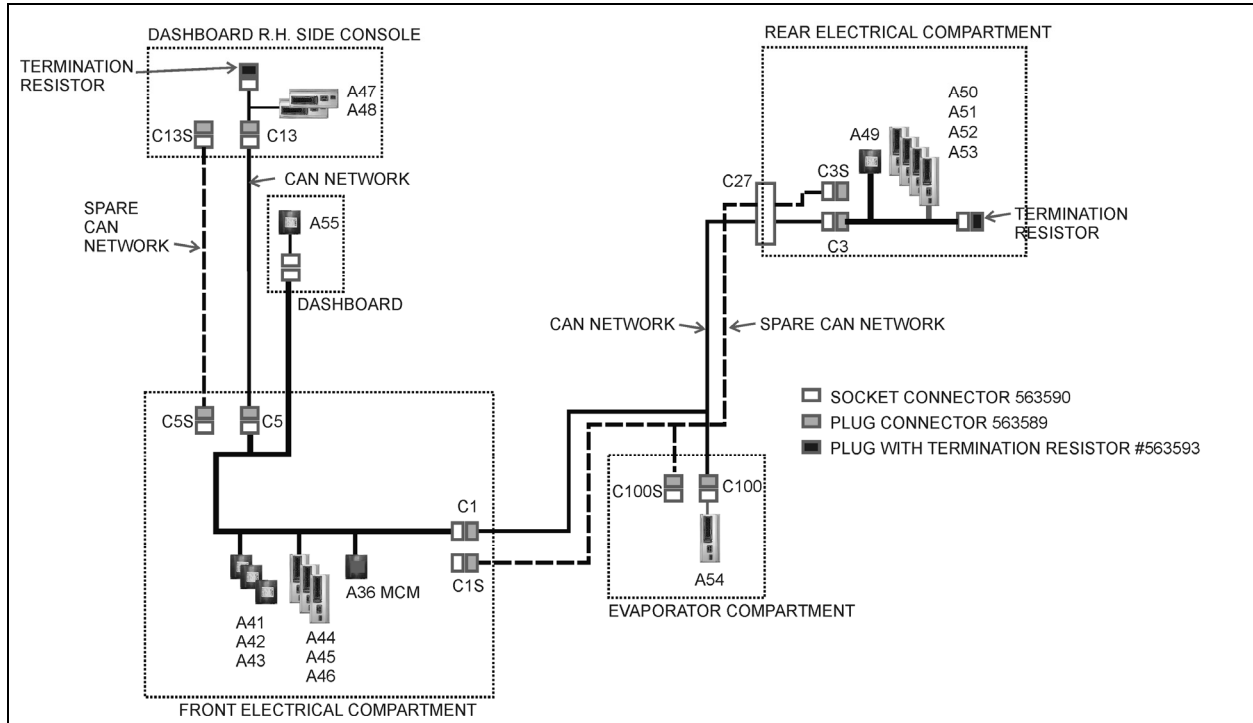 DASHBOARD R.H. SIDE CONSOLE
TERMINATION
RESISTOR
A47
A48
C13S
C13
CAN NETWORK
SPARE
CAN
NETWORK
A55
DASHBOARD
REAR ELECTRICAL COMPARTMENT
A50
A51
A52
A53
A49
C27
C3S
C3
TERMINATION
RESISTOR
CAN NETWORK
SPARE CAN NETWORK
SOCKET CONNECTOR 563590
PLUG CONNECTOR 563589
PLUG WITH TERMINATION RESISTOR #563593
C5S
C5
C1
C1S
A36 MCM
A41
A42
A43
A44
A45
A46
FRONT ELECTRICAL COMPARTMENT
C100S
C100
A54
EVAPORATOR COMPARTMENT